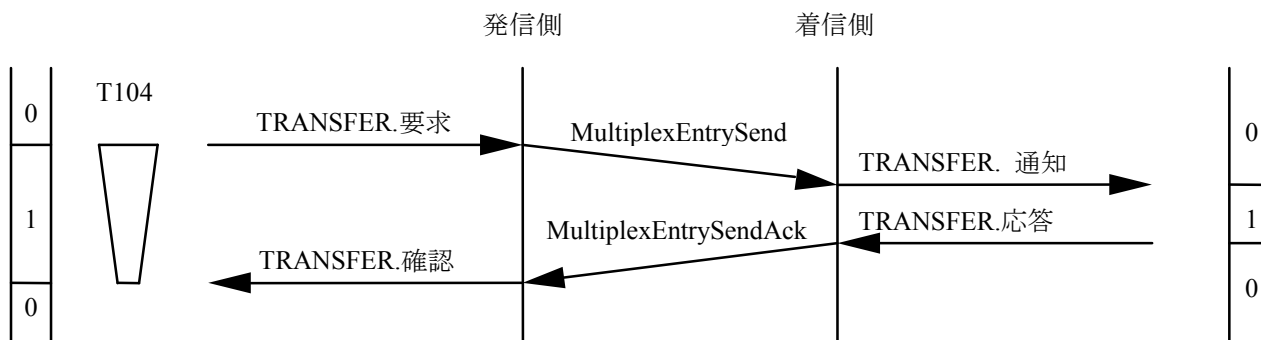 発信側
着信側
T104
0
TRANSFER.要求
MultiplexEntrySend
0
TRANSFER. 通知
1
MultiplexEntrySendAck
TRANSFER.応答
1
TRANSFER.確認
0
0